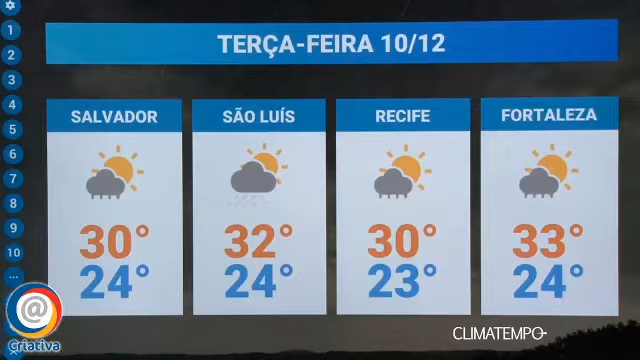 TERÇA-FEIRA 10/12
SALVADOR
SÃO LUÍS
RECIFE
FORTALEZA
30° 32° 30° 33°
24° 24° 23° 24°
1
2
3
4
5
6
7
8
9
10
...
@
Criativa
CLIMATEMPO